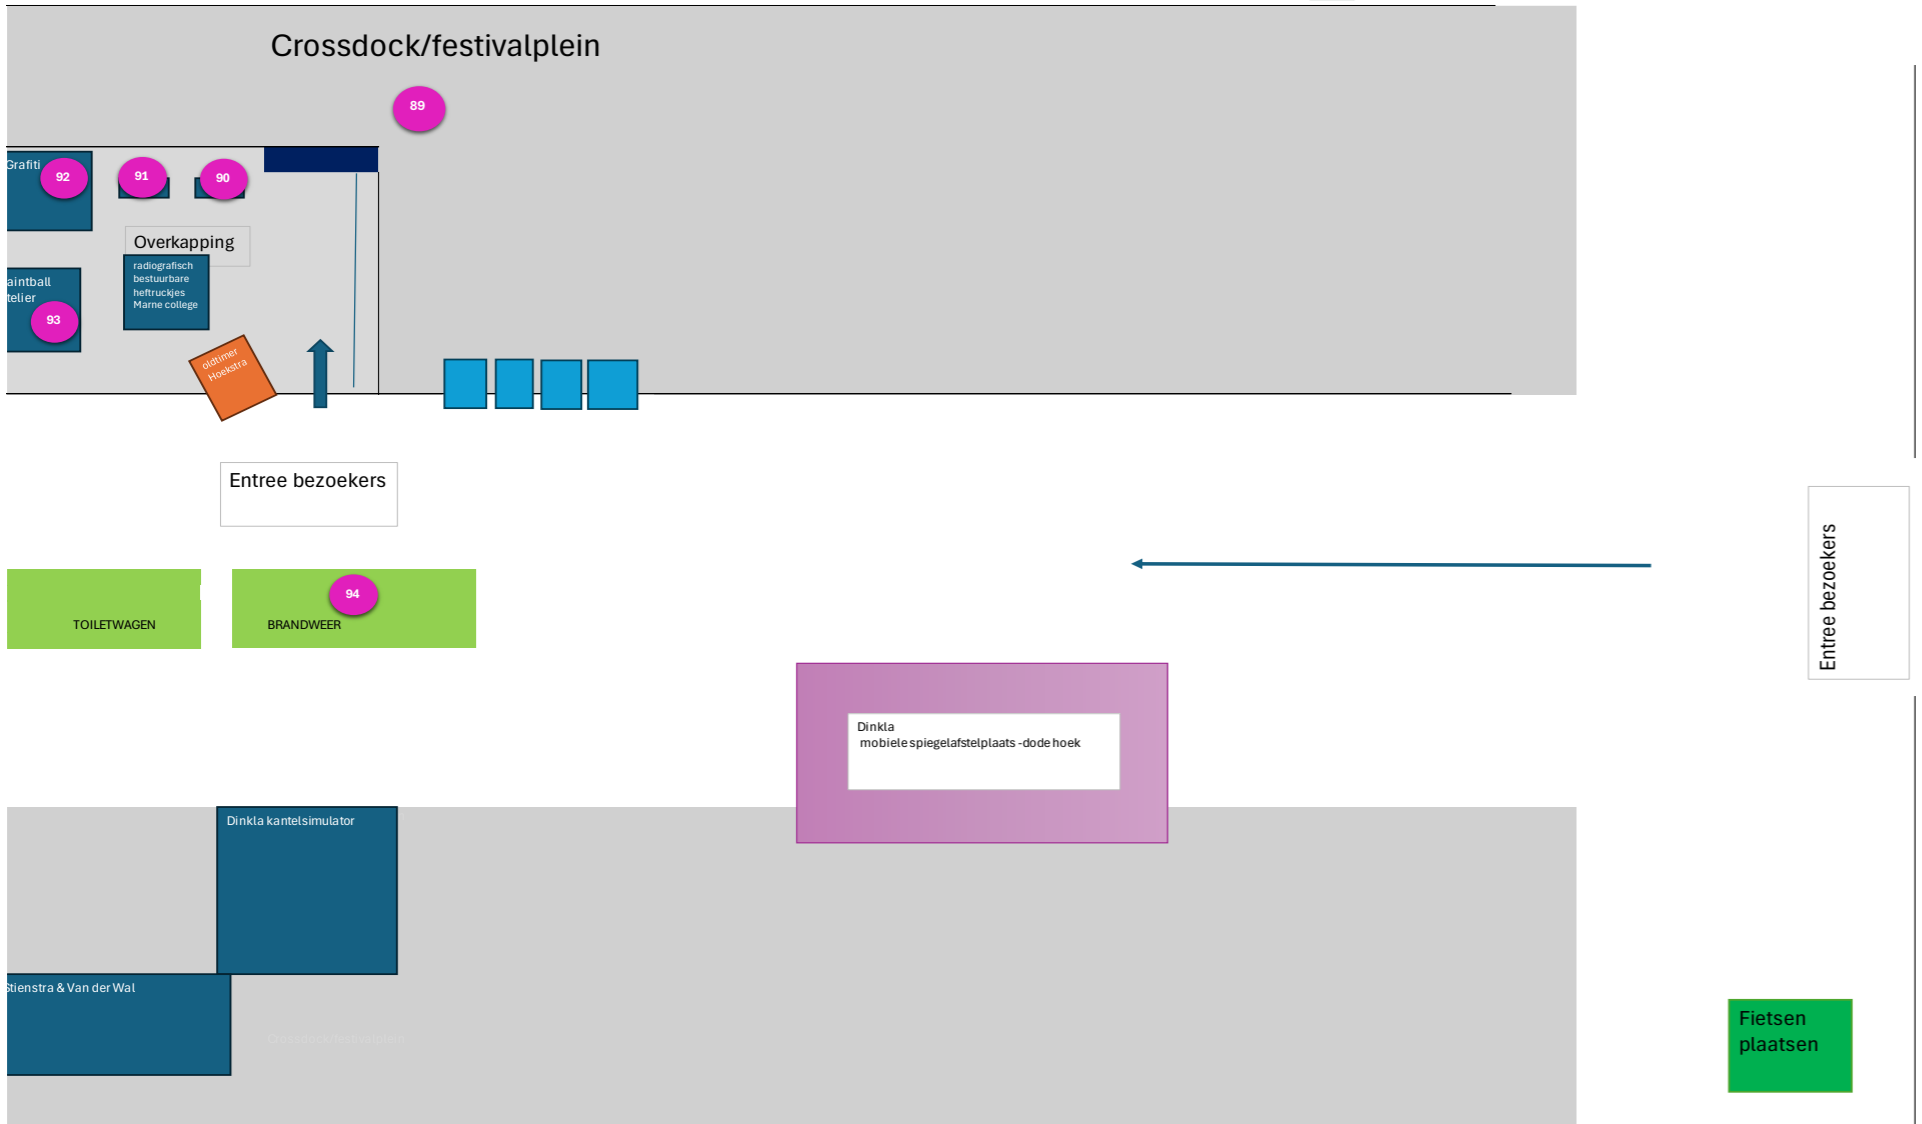 Crossdock/festivalplein
89
Grafiti
92
91
90
Overkapping
radiografisch
bestuurbare
heftruckjes
Marne college
aintball
telier
93
oldtimer
Hoekstra
Entree bezoekers
Entree bezoekers
94
TOILETWAGEN
BRANDWEER
Dinkla
mobiele spiegelafstelplaats -dode hoek
Dinkla kantelsimulator
Stienstra & Van der Wal
Crossdock/festivalplein
Fietsen
plaatsen